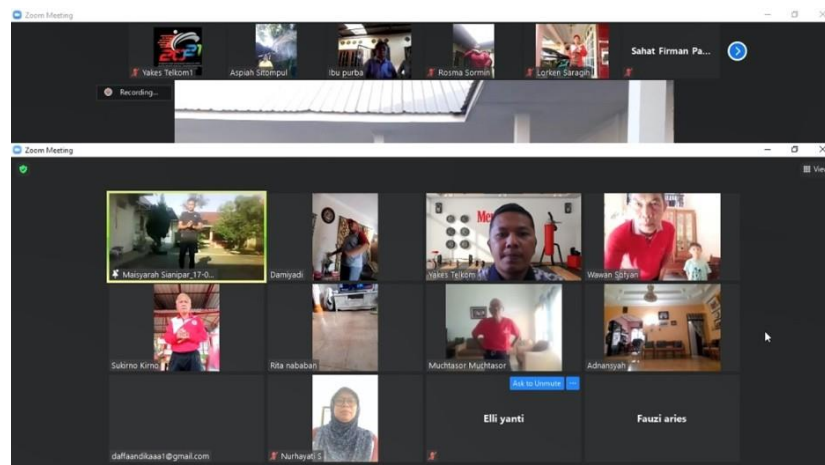 Zoom Meeting
2021
Yakes Telkom1
Aspiah Sitompul
Ibu purba
Rosma Sormin
Lorken Saragih
Sahat Firman Pa...
Recording...
Zoom Meeting
View
Maisyarah Sianipar_17-0...
Damiyadi
Yakes Telkom
Wawan Sofyan
Sukirno Kirno
Rita nababan
Muchtasor Muchtasor
Adnansyah
Ask to Unmute
...
daffaandikaaa1@gmail.com
Nurhayati S
Elli yanti
Fauzi aries